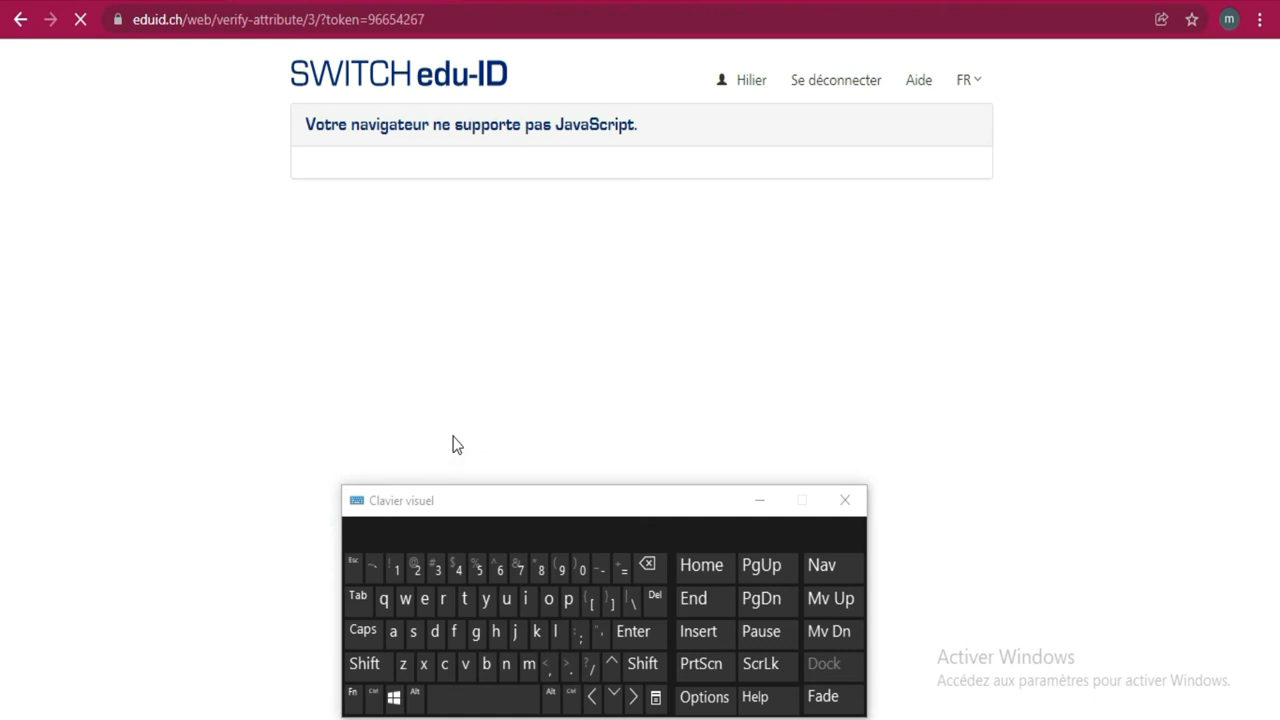 eduid.ch/web/verify-attribute/3/?token=96654267
m
SWITCH edu-ID
Hilier Se déconnecter Aide FR
Votre navigateur ne supporte pas JavaScript.
Clavier visuel
Esc ! 1 @ 2 # 3 $ 4 % 5 ^ 6 & 7 * 8 ( 9 ) 0 _ - + = Home PgUp Nav
Tab q w e r t y u i o p { [ } ] | \ Del End PgDn Mv Up
Caps a s d f g h j k l : ; " ' Enter Insert Pause Mv Dn
Shift z x c v b n m < , > . ? / ^ Shift PrtScn ScrLk Dock
Fn Ctrl Alt Alt Ctrl Options Help Fade
Activer Windows
Accédez aux paramètres pour activer Windows.